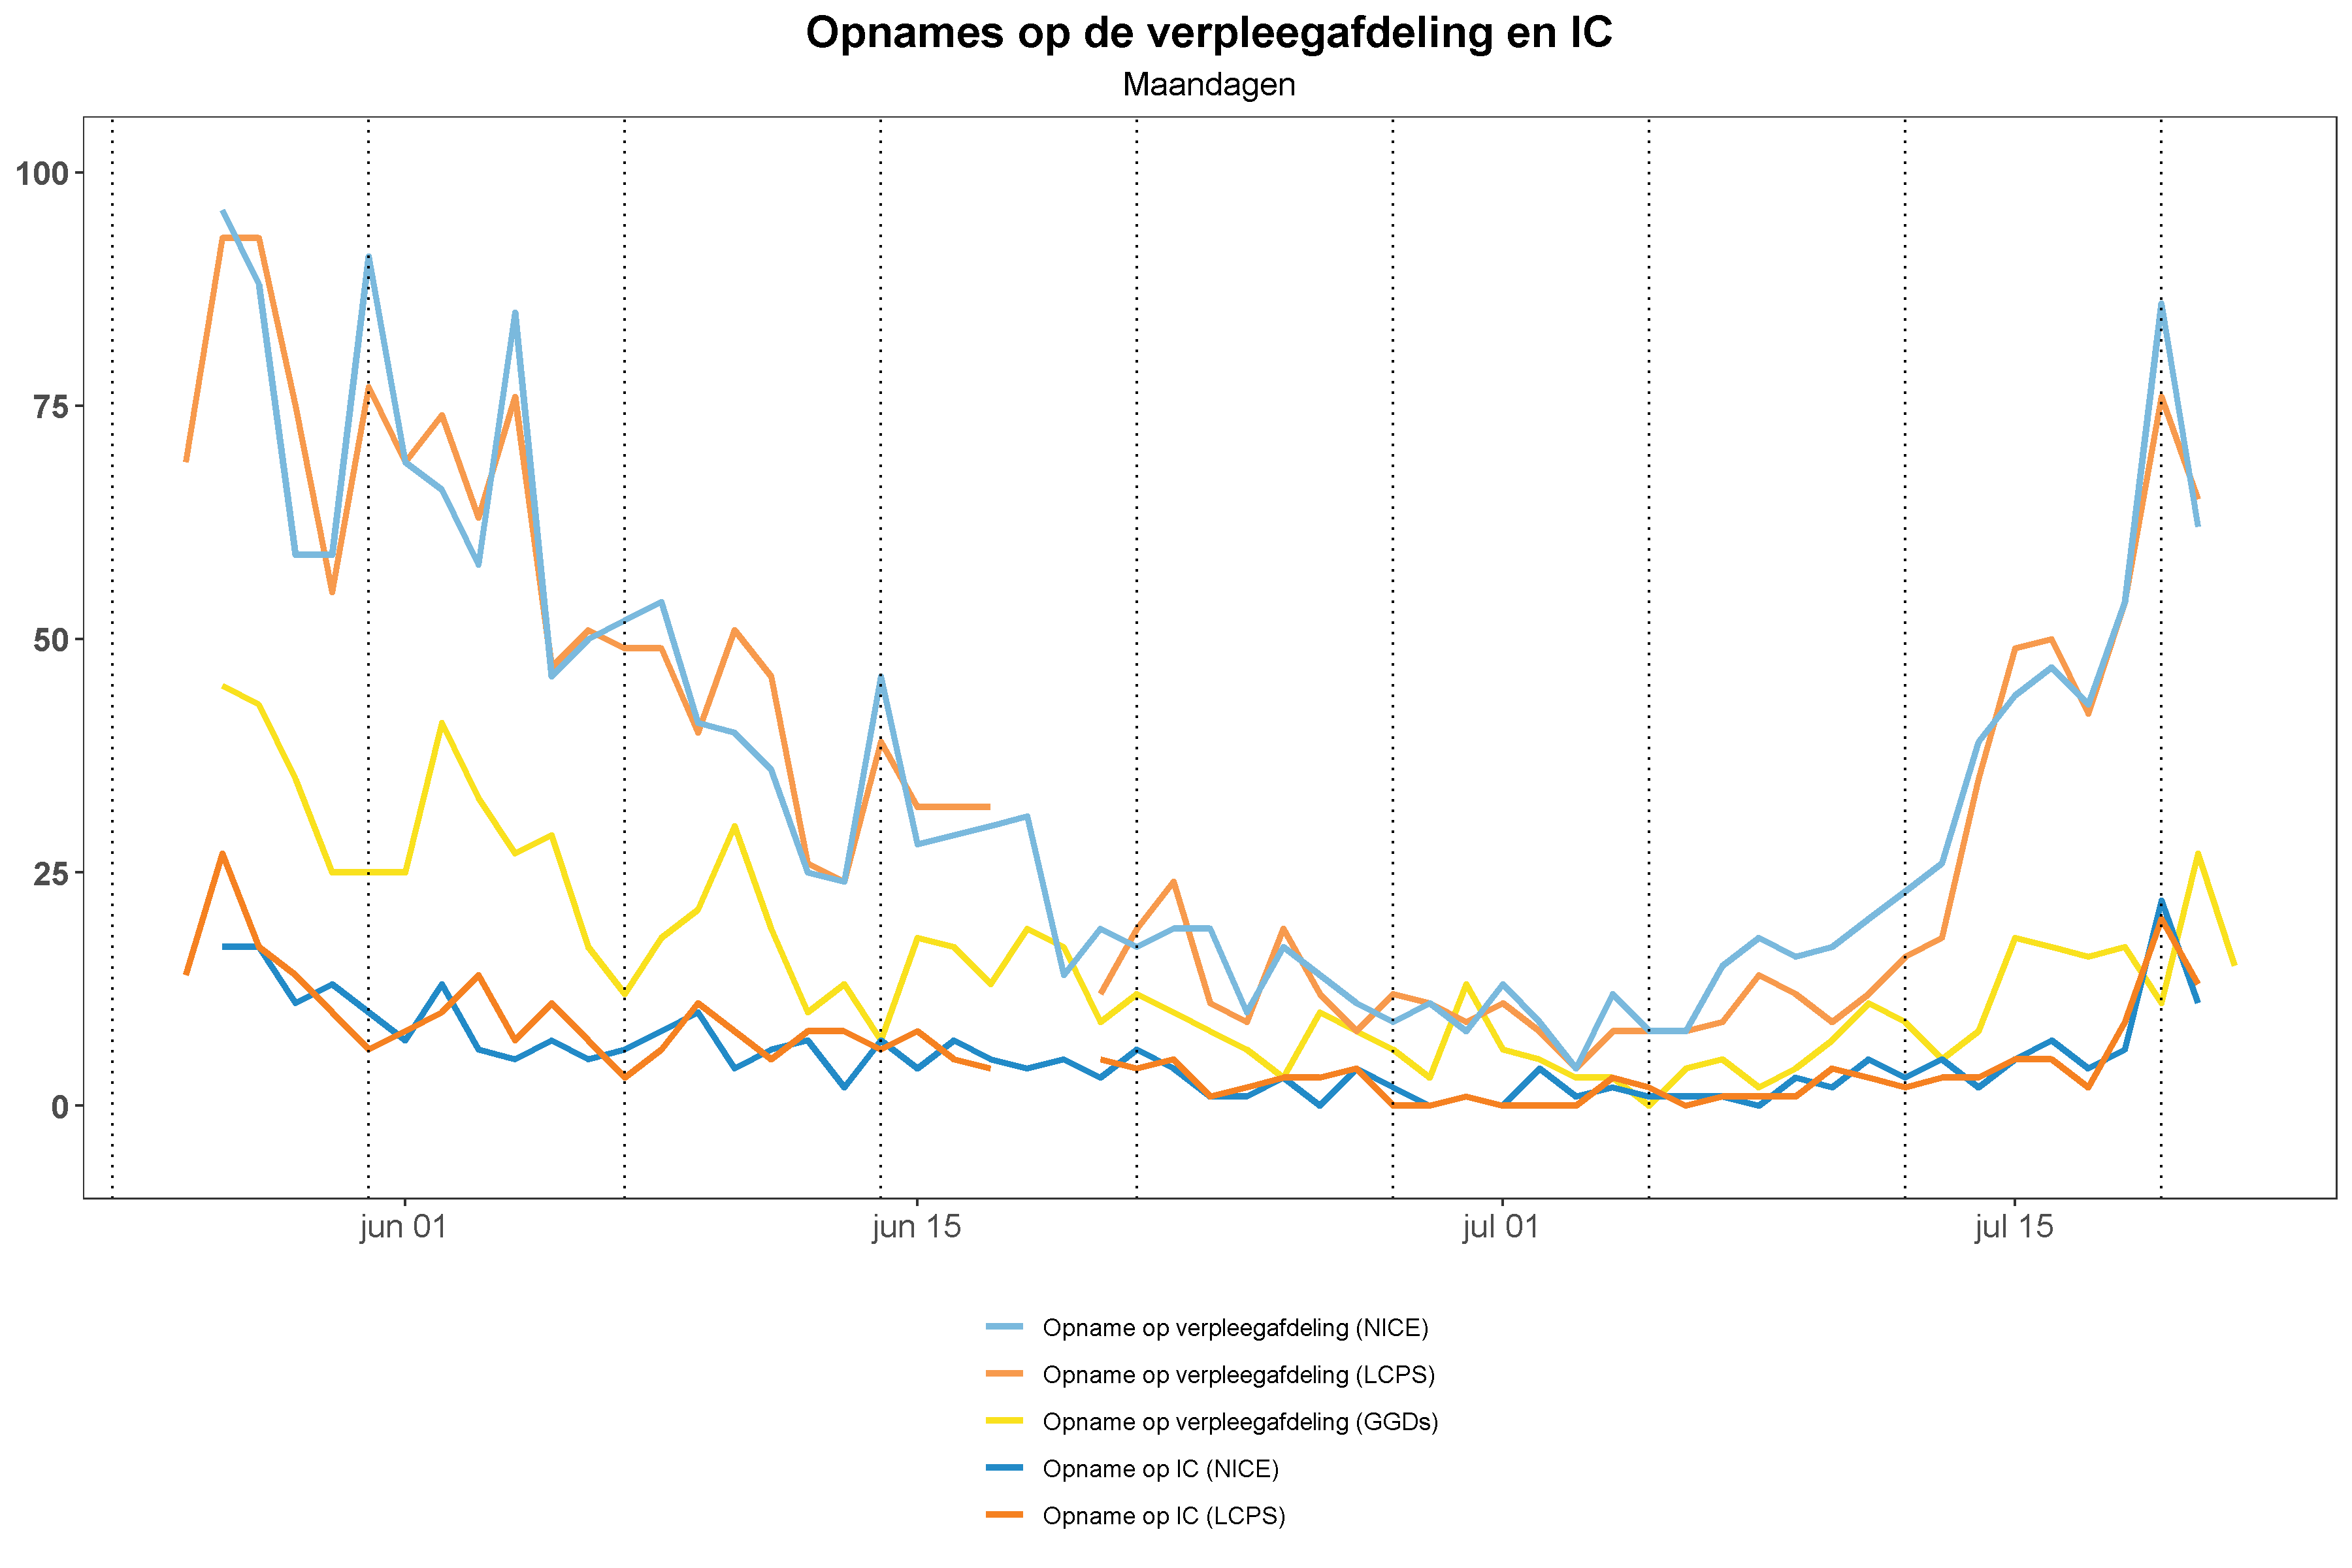 Opnames op de verpleegafdeling en IC
Maandagen
100
75
50
25
0
jun 01 jun 15 jul 01 jul 15
Opname op verpleegafdeling (NICE)
Opname op verpleegafdeling (LCPS)
Opname op verpleegafdeling (GGDs)
Opname op IC (NICE)
Opname op IC (LCPS)